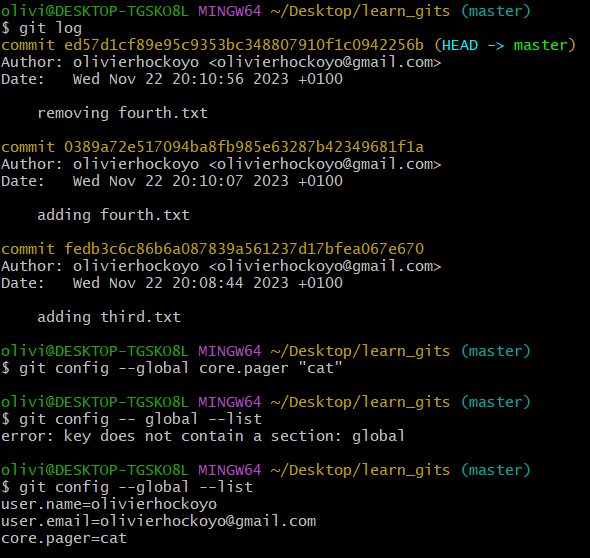 olivi@DESKTOP-TGSKO8L MINGW64 ~/Desktop/learn_gits (master)
$ git log
commit ed57d1cf89e95c9353bc348807910f1c0942256b (HEAD -> master)
Author: olivierhockoyo <olivierhockoyo@gmail.com>
Date:   Wed Nov 22 20:10:56 2023 +0100

    removing fourth.txt

commit 0389a72e517094ba8fb985e63287b42349681f1a
Author: olivierhockoyo <olivierhockoyo@gmail.com>
Date:   Wed Nov 22 20:10:07 2023 +0100

    adding fourth.txt

commit fedb3c6c86b6a087839a561237d17bfea067e670
Author: olivierhockoyo <olivierhockoyo@gmail.com>
Date:   Wed Nov 22 20:08:44 2023 +0100

    adding third.txt

olivi@DESKTOP-TGSKO8L MINGW64 ~/Desktop/learn_gits (master)
$ git config --global core.pager "cat"

olivi@DESKTOP-TGSKO8L MINGW64 ~/Desktop/learn_gits (master)
$ git config -- global --list
error: key does not contain a section: global

olivi@DESKTOP-TGSKO8L MINGW64 ~/Desktop/learn_gits (master)
$ git config --global --list
user.name=olivierhockoyo
user.email=olivierhockoyo@gmail.com
core.pager=cat